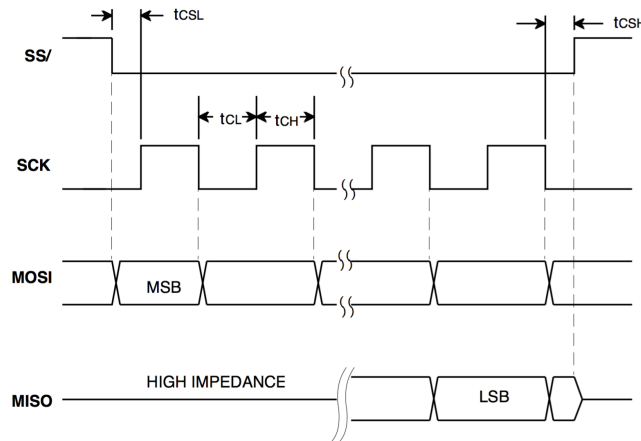 tCSL
tCSH
SS/
tCL
tCH
SCK
MOSI
MSB
HIGH IMPEDANCE
MISO
LSB